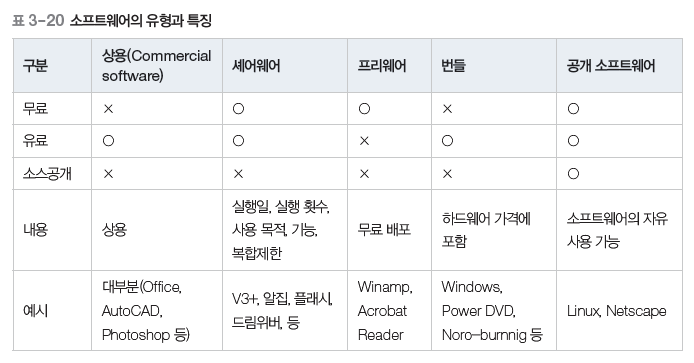 표 3-20 소프트웨어의 유형과 특징
구분 상용(Commercial software) 셰어웨어 프리웨어 번들 공개 소프트웨어
무료 × ○ ○ × ○
유료 ○ ○ × ○ ○
소스공개 × × × × ○
내용 상용 실행일, 실행 횟수, 사용 목적, 기능, 복합제한 무료 배포 하드웨어 가격에 포함 소프트웨어의 자유 사용 가능
예시 대부분(Office, AutoCAD, Photoshop 등) V3+, 알집, 플래시, 드림위버, 등 Winamp, Acrobat Reader Windows, Power DVD, Noro-burnnig 등 Linux, Netscape